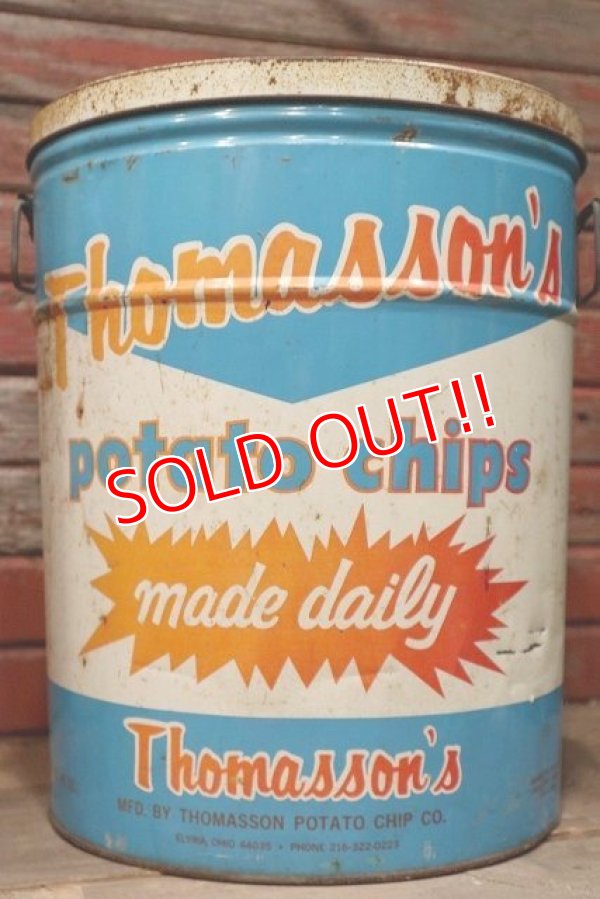 Thomasson's
potato chips
SOLD OUT!!
made daily
Thomasson's
MFD. BY THOMASSON POTATO CHIP CO.
ELYRIA, OHIO 44035 • PHONE 216-322-0223